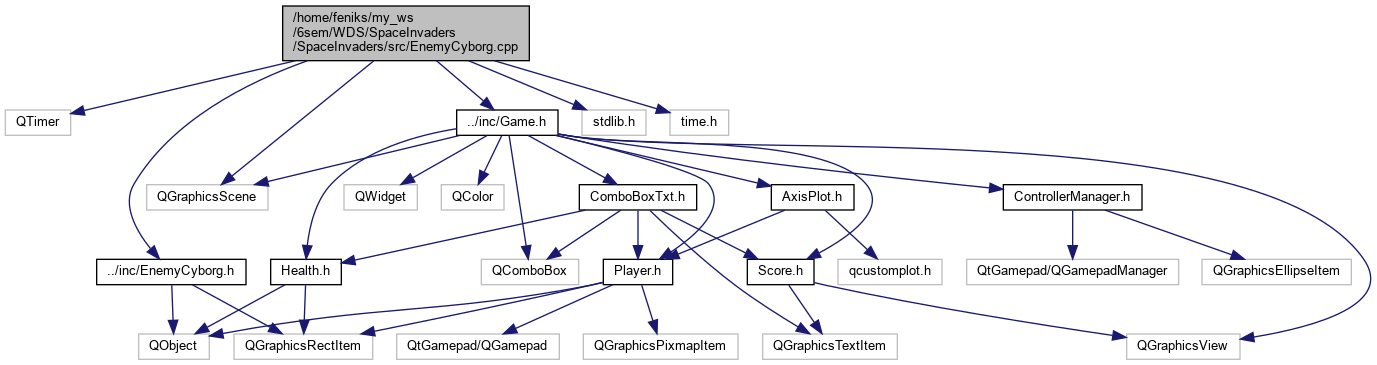 /home/feniks/my_ws
/6sem/WDS/SpaceInvaders
/SpaceInvaders/src/EnemyCyborg.cpp
QTimer
../inc/Game.h
stdlib.h
time.h
QGraphicsScene
QWidget
QColor
ComboBoxTxt.h
AxisPlot.h
ControllerManager.h
../inc/EnemyCyborg.h
Health.h
QComboBox
Player.h
Score.h
qcustomplot.h
QtGamepad/QGamepadManager
QGraphicsEllipseItem
QObject
QGraphicsRectItem
QtGamepad/QGamepad
QGraphicsPixmapItem
QGraphicsTextItem
QGraphicsView